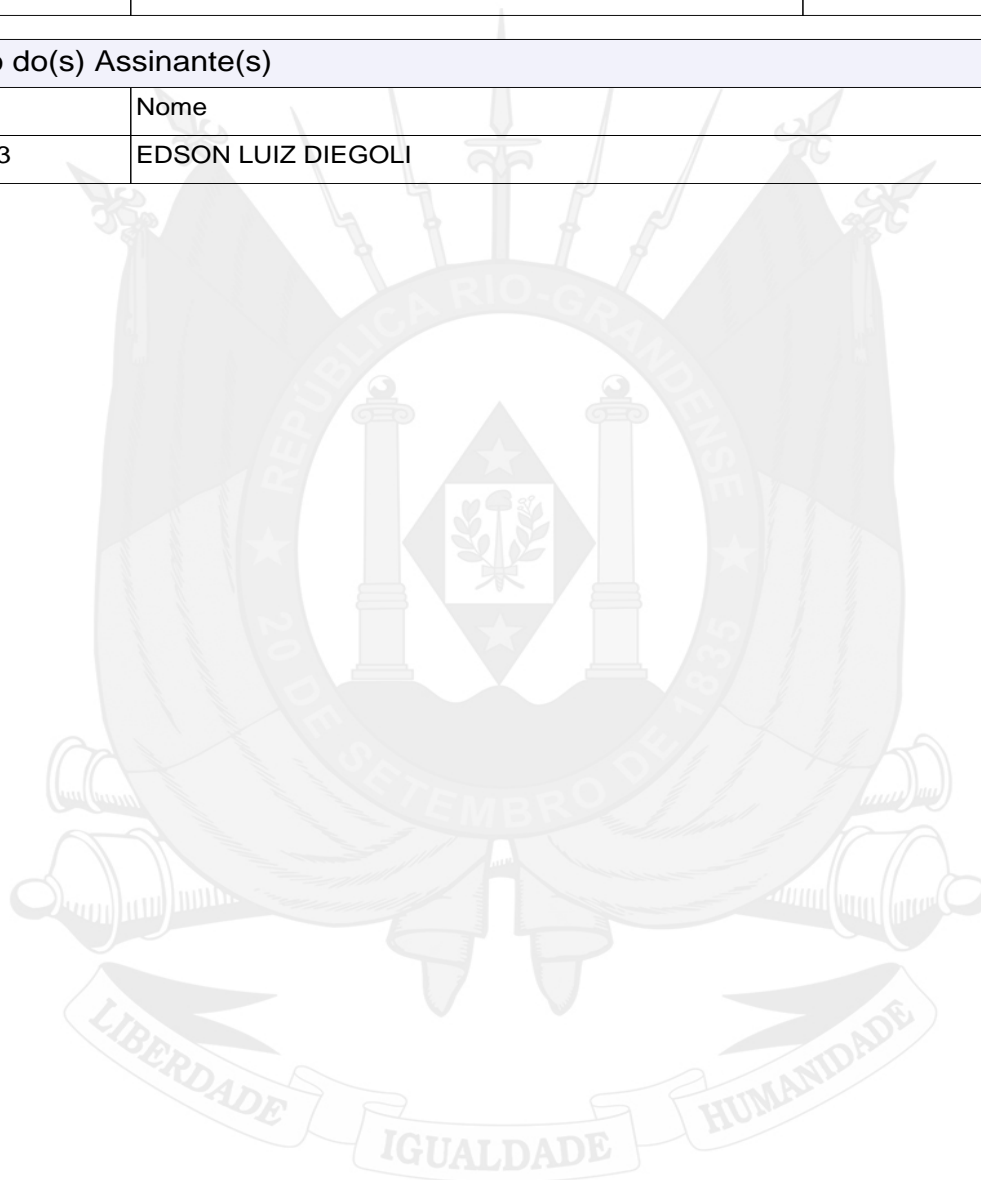 o do(s) Assinante(s)
Nome
3 EDSON LUIZ DIEGOLI
REPÚBLICA RIO-GRANDENSE
★ 20 DE SETEMBRO DE 1835 ★
LIBERDADE IGUALDADE HUMANIDADE